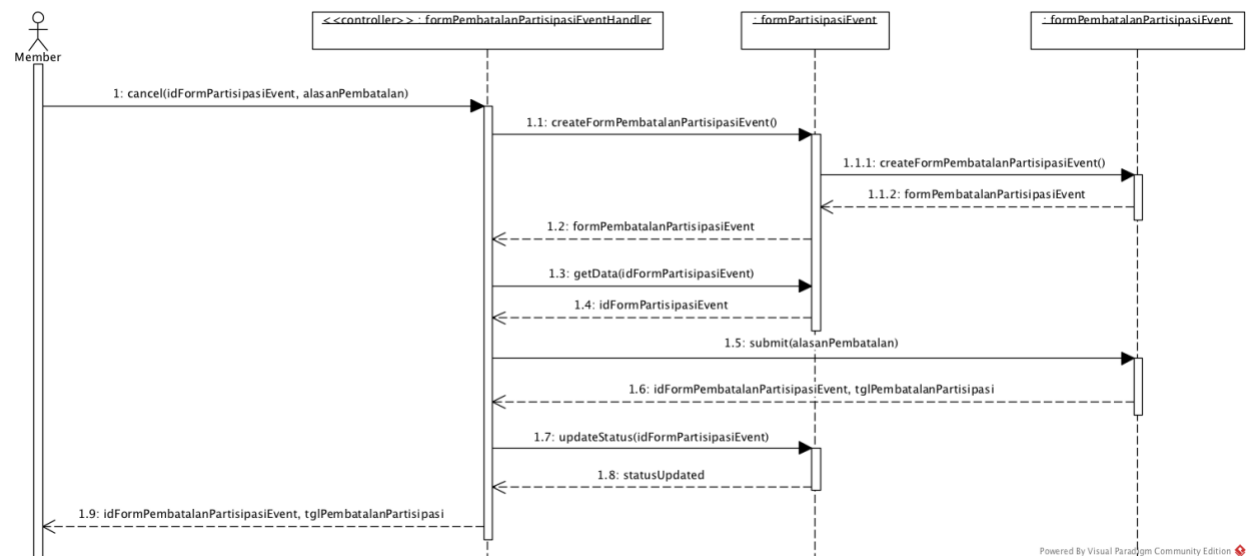 <<controller>> : formPembatalanPartisipasiEventHandler
: formPartisipasiEvent
: formPembatalanPartisipasiEvent
Member
1: cancel(idFormPartisipasiEvent, alasanPembatalan)
1.1: createFormPembatalanPartisipasiEvent()
1.1.1: createFormPembatalanPartisipasiEvent()
1.1.2: formPembatalanPartisipasiEvent
1.2: formPembatalanPartisipasiEvent
1.3: getData(idFormPartisipasiEvent)
1.4: idFormPartisipasiEvent
1.5: submit(alasanPembatalan)
1.6: idFormPembatalanPartisipasiEvent, tglPembatalanPartisipasi
1.7: updateStatus(idFormPartisipasiEvent)
1.8: statusUpdated
1.9: idFormPembatalanPartisipasiEvent, tglPembatalanPartisipasi
Powered By Visual Paradigm Community Edition